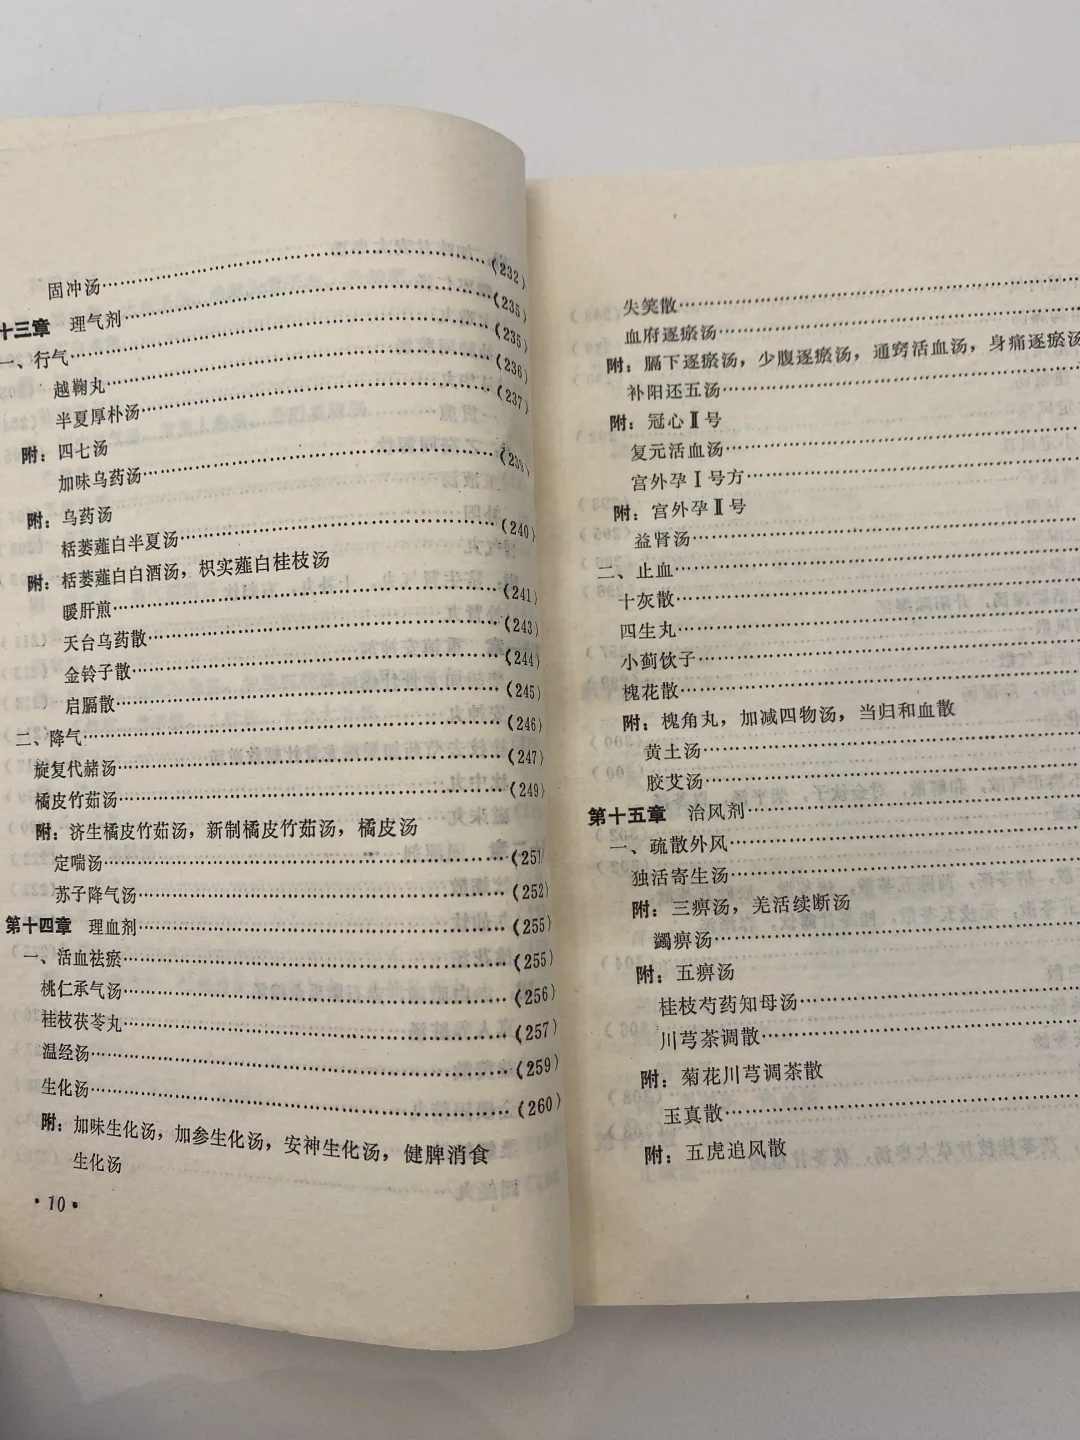 固冲汤……(232)
十三章 理气剂……(235)
一、行气……(235)
越鞠丸……(236)
半夏厚朴汤……(237)
附：四七汤
加味乌药汤……(239)
附：乌药汤
栝蒌薤白半夏汤……(240)
附：栝蒌薤白白酒汤，枳实薤白桂枝汤
暖肝煎……(241)
天台乌药散……(243)
金铃子散……(244)
启膈散……(245)
二、降气……(246)
旋复代赭汤……(247)
橘皮竹茹汤……(249)
附：济生橘皮竹茹汤，新制橘皮竹茹汤，橘皮汤
定喘汤……(251)
苏子降气汤……(252)
第十四章 理血剂……(255)
一、活血祛瘀……(255)
桃仁承气汤……(256)
桂枝茯苓丸……(257)
温经汤……(259)
生化汤……(260)
附：加味生化汤，加参生化汤，安神生化汤，健脾消食
生化汤
·10·
失笑散……
血府逐瘀汤……
附：膈下逐瘀汤，少腹逐瘀汤，通窍活血汤，身痛逐瘀汤
补阳还五汤……
附：冠心Ⅱ号
复元活血汤……
宫外孕Ⅰ号方……
附：宫外孕Ⅱ号
益肾汤……
二、止血……
十灰散……
四生丸……
小蓟饮子……
槐花散……
附：槐角丸，加减四物汤，当归和血散
黄土汤……
胶艾汤……
第十五章 治风剂……
一、疏散外风……
独活寄生汤……
附：三痹汤，羌活续断汤
蠲痹汤……
附：五痹汤
桂枝芍药知母汤……
川芎茶调散……
附：菊花川芎调茶散
玉真散……
附：五虎追风散